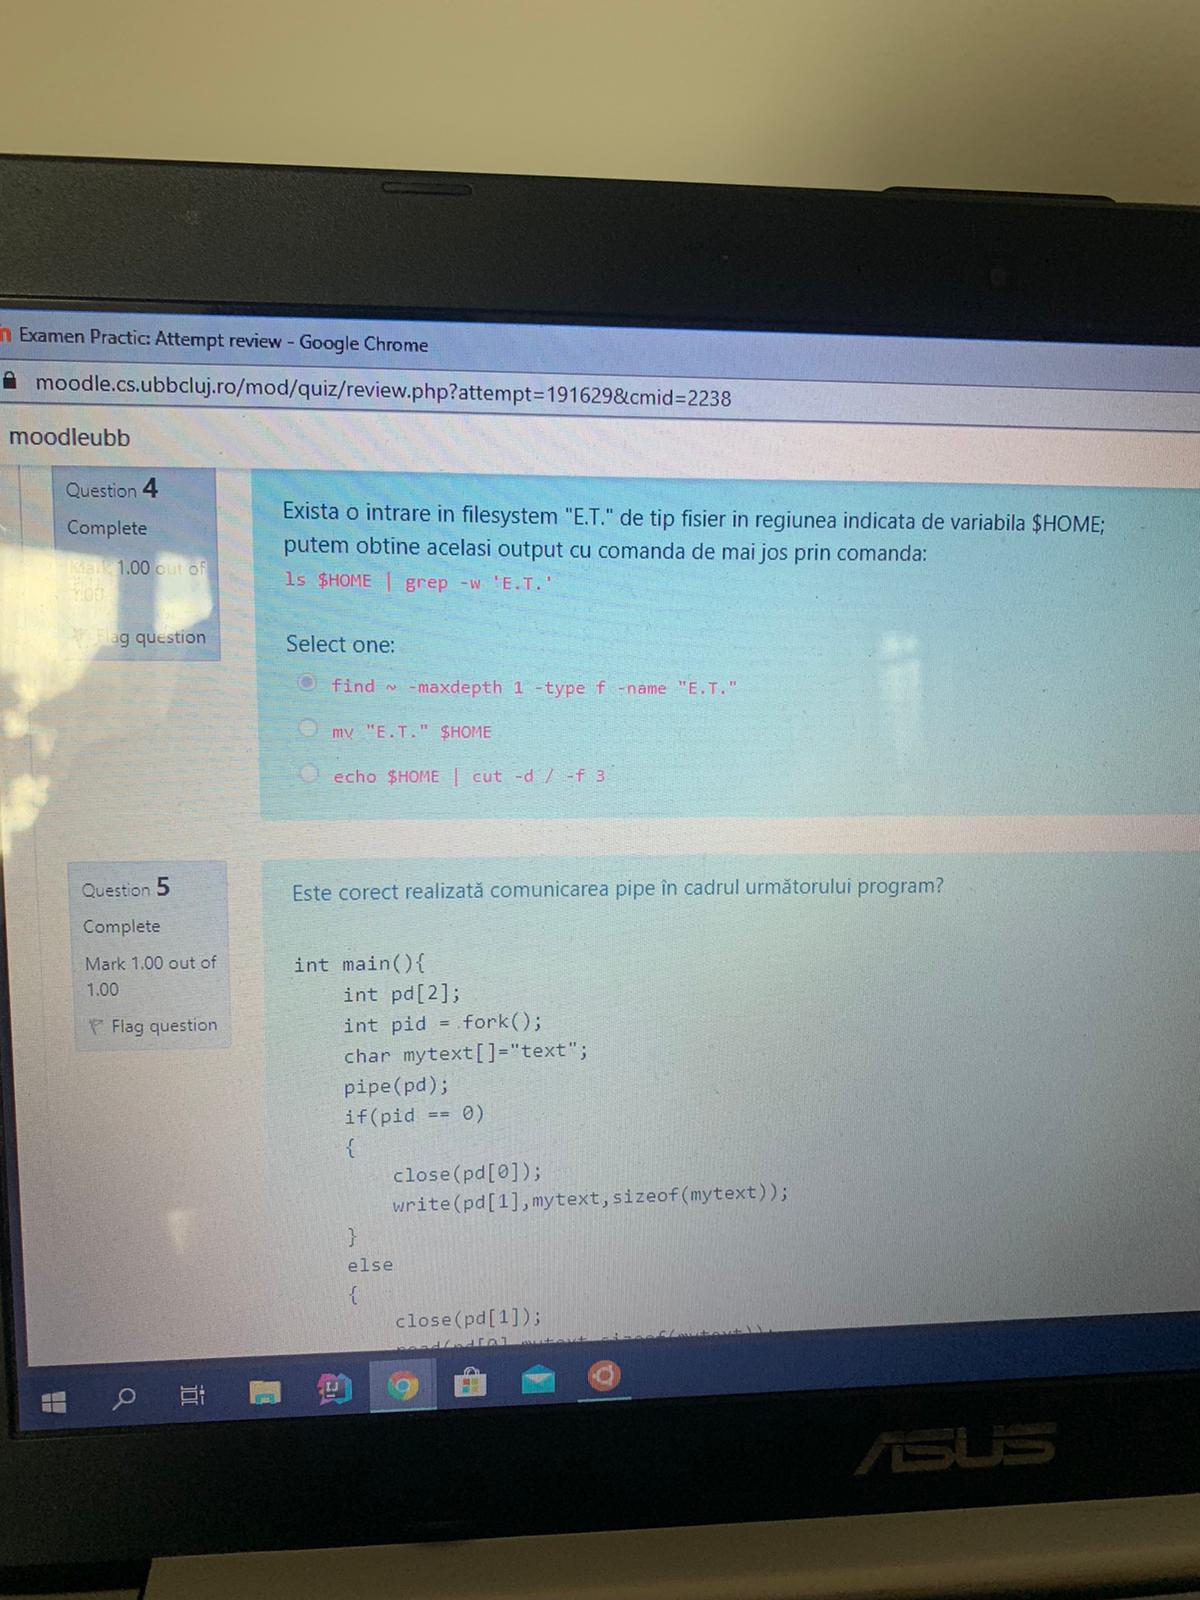 Examen Practic: Attempt review - Google Chrome
moodle.cs.ubbcluj.ro/mod/quiz/review.php?attempt=191629&cmid=2238
moodleubb
Question 4
Complete
Mark 1.00 out of
1.00
Flag question
Exista o intrare in filesystem "E.T." de tip fisier in regiunea indicata de variabila $HOME;
putem obtine acelasi output cu comanda de mai jos prin comanda:
ls $HOME | grep -w 'E.T.'
Select one:
find ~ -maxdepth 1 -type f -name "E.T."
mv "E.T." $HOME
echo $HOME | cut -d / -f 3
Question 5
Complete
Mark 1.00 out of
1.00
Flag question
Este corect realizată comunicarea pipe în cadrul următorului program?
int main(){
int pd[2];
int pid = fork();
char mytext[]="text";
pipe(pd);
if(pid == 0)
{
close(pd[0]);
write(pd[1],mytext,sizeof(mytext));
}
else
{
close(pd[1]);
read(pd[0],mytext,sizeof(mytext));
ASUS